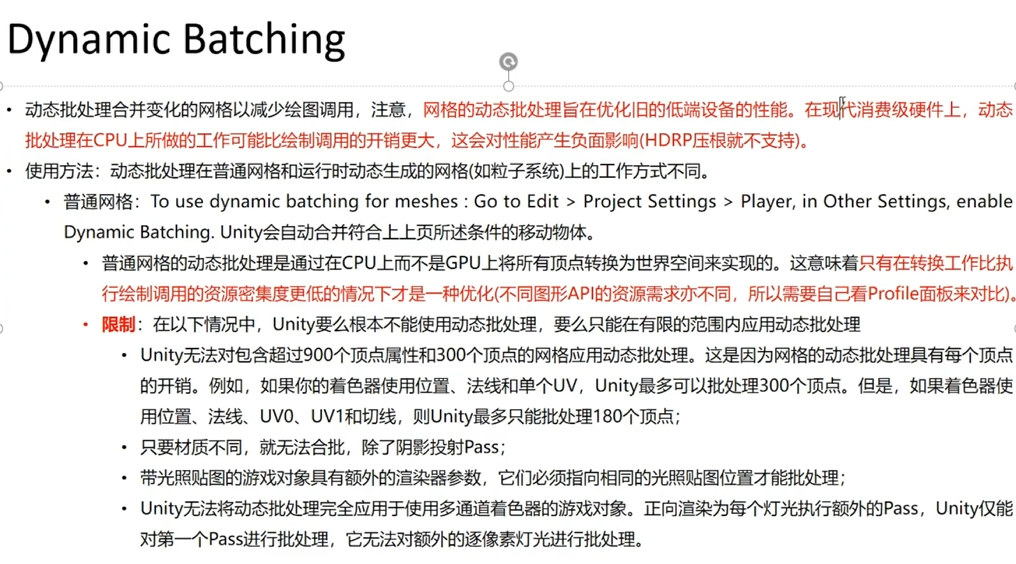 Dynamic Batching
• 动态批处理合并变化的网格以减少绘图调用，注意，网格的动态批处理旨在优化旧的低端设备的性能。在现代消费级硬件上，动态
批处理在CPU上所做的工作可能比绘制调用的开销更大，这会对性能产生负面影响(HDRP压根就不支持)。
• 使用方法：动态批处理在普通网格和运行时动态生成的网格(如粒子系统)上的工作方式不同。
• 普通网格：To use dynamic batching for meshes : Go to Edit > Project Settings > Player, in Other Settings, enable
Dynamic Batching. Unity会自动合并符合上上页所述条件的移动物体。
• 普通网格的动态批处理是通过在CPU上而不是GPU上将所有顶点转换为世界空间来实现的。这意味着只有在转换工作比执
行绘制调用的资源密集度更低的情况下才是一种优化(不同图形API的资源需求亦不同，所以需要自己看Profile面板来对比)。
• 限制：在以下情况中，Unity要么根本不能使用动态批处理，要么只能在有限的范围内应用动态批处理
• Unity无法对包含超过900个顶点属性和300个顶点的网格应用动态批处理。这是因为网格的动态批处理具有每个顶点
的开销。例如，如果你的着色器使用位置、法线和单个UV，Unity最多可以批处理300个顶点。但是，如果着色器使
用位置、法线、UV0、UV1和切线，则Unity最多只能批处理180个顶点；
• 只要材质不同，就无法合批，除了阴影投射Pass；
• 带光照贴图的游戏对象具有额外的渲染器参数，它们必须指向相同的光照贴图位置才能批处理；
• Unity无法将动态批处理完全应用于使用多通道着色器的游戏对象。正向渲染为每个灯光执行额外的Pass，Unity仅能
对第一个Pass进行批处理，它无法对额外的逐像素灯光进行批处理。